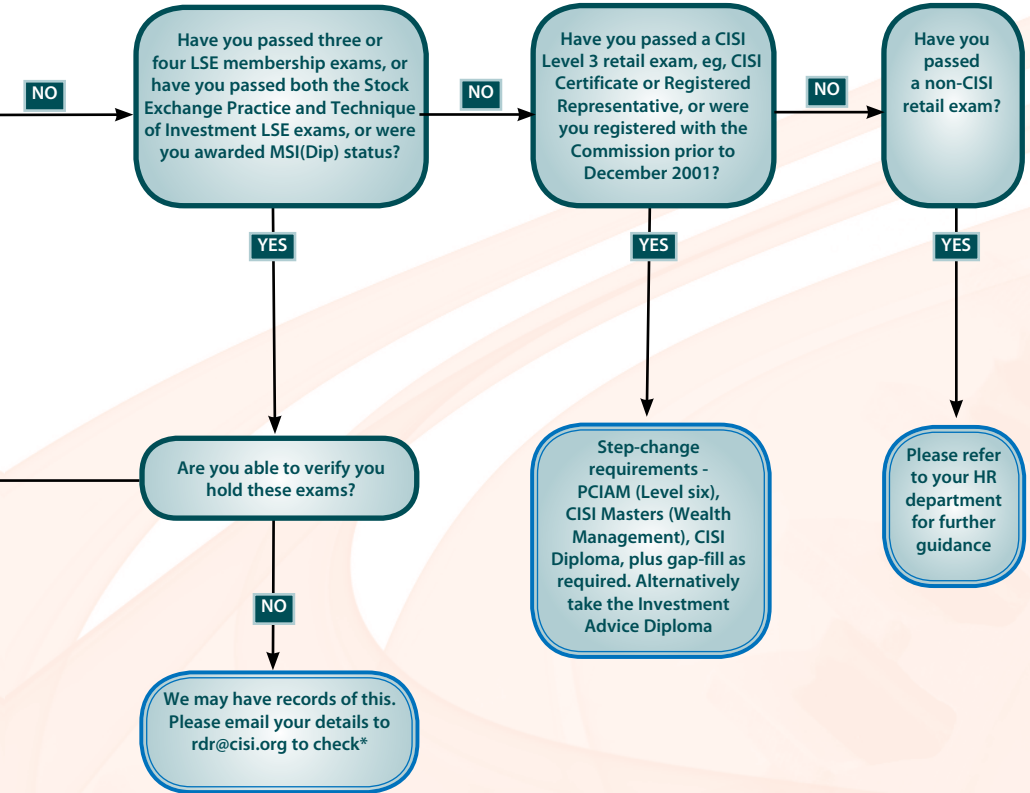 NO
Have you passed three or
four LSE membership exams, or
have you passed both the Stock
Exchange Practice and Technique
of Investment LSE exams, or were
you awarded MSI(Dip) status?
NO
Have you passed a CISI
Level 3 retail exam, eg, CISI
Certificate or Registered
Representative, or were
you registered with the
Commission prior to
December 2001?
NO
Have you
passed
a non-CISI
retail exam?
YES
YES
YES
Are you able to verify you
hold these exams?
Step-change
requirements -
PCIAM (Level six),
CISI Masters (Wealth
Management), CISI
Diploma, plus gap-fill as
required. Alternatively
take the Investment
Advice Diploma
Please refer
to your HR
department
for further
guidance
NO
We may have records of this.
Please email your details to
rdr@cisi.org to check*